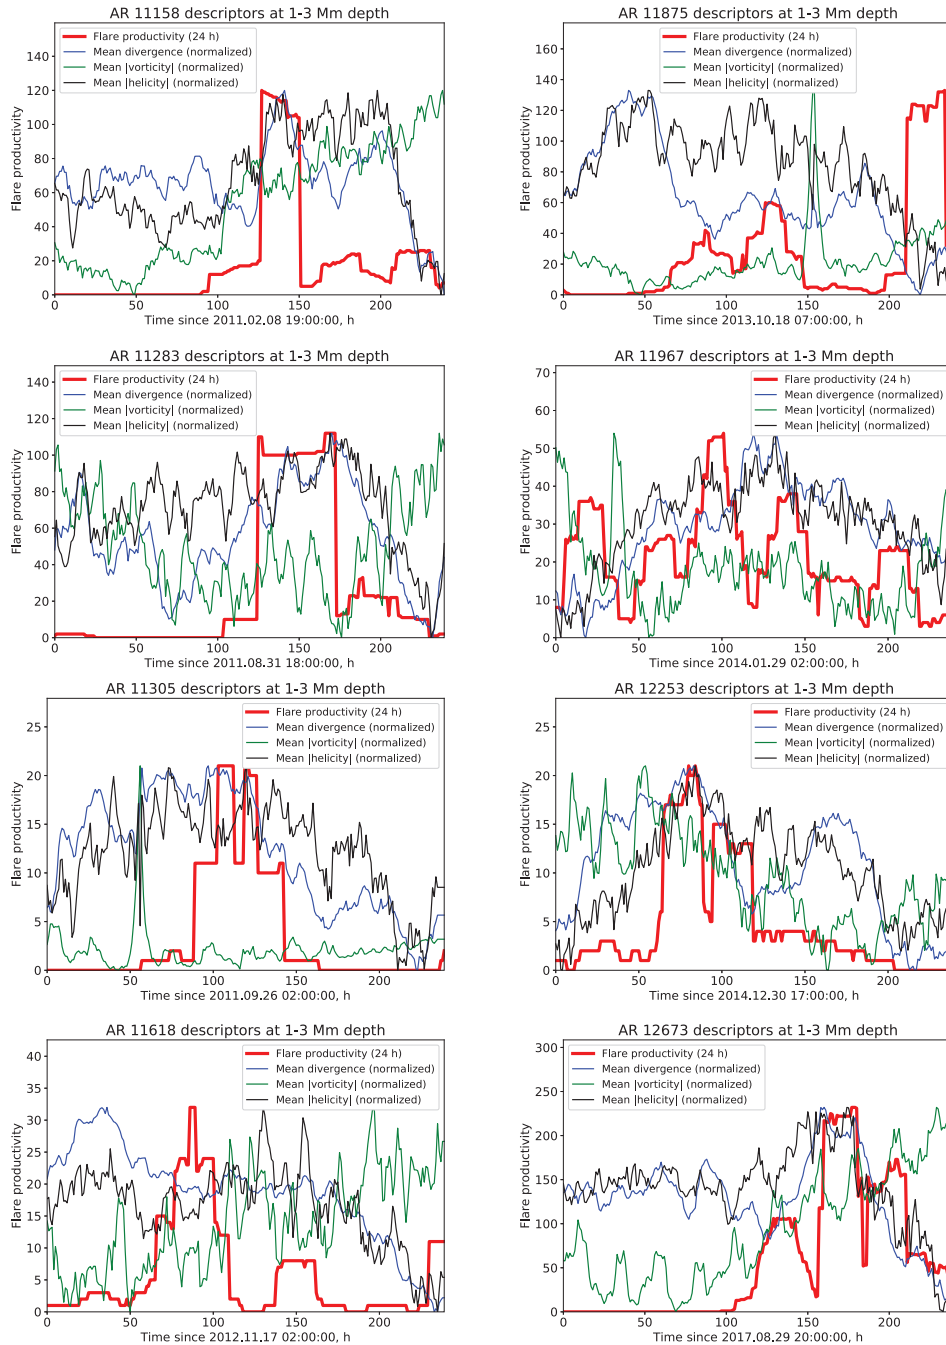 AR 11158 descriptors at 1-3 Mm depth
Flare productivity
140
120
100
80
60
40
20
0
Flare productivity (24 h)
Mean divergence (normalized)
Mean |vorticity| (normalized)
Mean |helicity| (normalized)
0 50 100 150 200
Time since 2011.02.08 19:00:00, h
AR 11875 descriptors at 1-3 Mm depth
Flare productivity
160
140
120
100
80
60
40
20
0
Flare productivity (24 h)
Mean divergence (normalized)
Mean |vorticity| (normalized)
Mean |helicity| (normalized)
0 50 100 150 200
Time since 2013.10.18 07:00:00, h
AR 11283 descriptors at 1-3 Mm depth
Flare productivity
140
120
100
80
60
40
20
0
Flare productivity (24 h)
Mean divergence (normalized)
Mean |vorticity| (normalized)
Mean |helicity| (normalized)
0 50 100 150 200
Time since 2011.08.31 18:00:00, h
AR 11967 descriptors at 1-3 Mm depth
Flare productivity
70
60
50
40
30
20
10
0
Flare productivity (24 h)
Mean divergence (normalized)
Mean |vorticity| (normalized)
Mean |helicity| (normalized)
0 50 100 150 200
Time since 2014.01.29 02:00:00, h
AR 11305 descriptors at 1-3 Mm depth
Flare productivity
25
20
15
10
5
0
Flare productivity (24 h)
Mean divergence (normalized)
Mean |vorticity| (normalized)
Mean |helicity| (normalized)
0 50 100 150 200
Time since 2011.09.26 02:00:00, h
AR 12253 descriptors at 1-3 Mm depth
Flare productivity
25
20
15
10
5
0
Flare productivity (24 h)
Mean divergence (normalized)
Mean |vorticity| (normalized)
Mean |helicity| (normalized)
0 50 100 150 200
Time since 2014.12.30 17:00:00, h
AR 11618 descriptors at 1-3 Mm depth
Flare productivity
40
35
30
25
20
15
10
5
0
Flare productivity (24 h)
Mean divergence (normalized)
Mean |vorticity| (normalized)
Mean |helicity| (normalized)
0 50 100 150 200
Time since 2012.11.17 02:00:00, h
AR 12673 descriptors at 1-3 Mm depth
Flare productivity
300
250
200
150
100
50
0
Flare productivity (24 h)
Mean divergence (normalized)
Mean |vorticity| (normalized)
Mean |helicity| (normalized)
0 50 100 150 200
Time since 2017.08.29 20:00:00, h